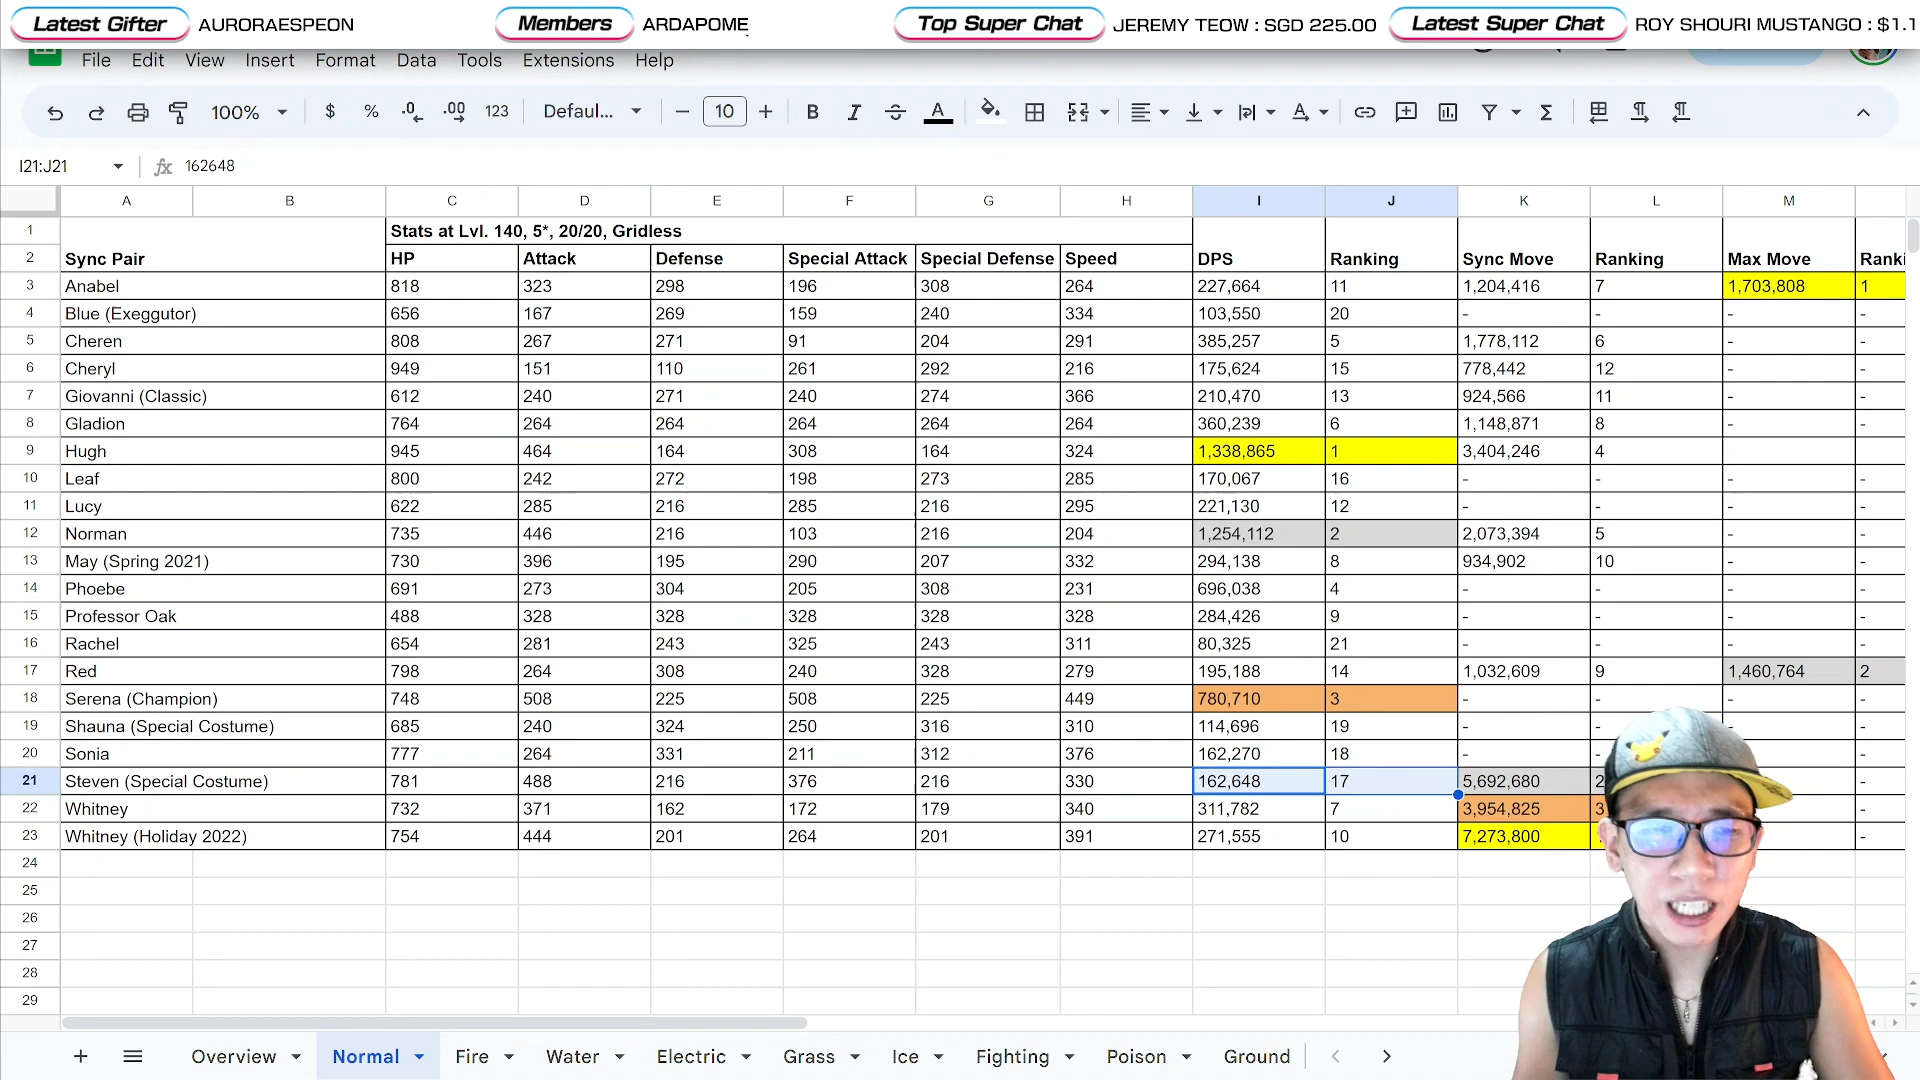 Latest Gifter AURORAESPEON Members ARDAPOME Top Super Chat JEREMY TEOW : SGD 225.00 Latest Super Chat ROY SHOURI MUSTANGO : $1.1
File Edit View Insert Format Data Tools Extensions Help
100% $ % .0 .00 123 Defaul... 10 B I A
I21:J21 fx 162648
A B C D E F G H I J K L M
1 Stats at Lvl. 140, 5*, 20/20, Gridless
2 Sync Pair HP Attack Defense Special Attack Special Defense Speed DPS Ranking Sync Move Ranking Max Move Ranki
3 Anabel 818 323 298 196 308 264 227,664 11 1,204,416 7 1,703,808 1
4 Blue (Exeggutor) 656 167 269 159 240 334 103,550 20 - - - -
5 Cheren 808 267 271 91 204 291 385,257 5 1,778,112 6 - -
6 Cheryl 949 151 110 261 292 216 175,624 15 778,442 12 - -
7 Giovanni (Classic) 612 240 271 240 274 366 210,470 13 924,566 11 - -
8 Gladion 764 264 264 264 264 264 360,239 6 1,148,871 8 - -
9 Hugh 945 464 164 308 164 324 1,338,865 1 3,404,246 4
10 Leaf 800 242 272 198 273 285 170,067 16 - - - -
11 Lucy 622 285 216 285 216 295 221,130 12 - - - -
12 Norman 735 446 216 103 216 204 1,254,112 2 2,073,394 5 - -
13 May (Spring 2021) 730 396 195 290 207 332 294,138 8 934,902 10 - -
14 Phoebe 691 273 304 205 308 231 696,038 4 - - - -
15 Professor Oak 488 328 328 328 328 328 284,426 9 - - - -
16 Rachel 654 281 243 325 243 311 80,325 21 - - - -
17 Red 798 264 308 240 328 279 195,188 14 1,032,609 9 1,460,764 2
18 Serena (Champion) 748 508 225 508 225 449 780,710 3 - - - -
19 Shauna (Special Costume) 685 240 324 250 316 310 114,696 19 - - - -
20 Sonia 777 264 331 211 312 376 162,270 18 - - -
21 Steven (Special Costume) 781 488 216 376 216 330 162,648 17 5,692,680 2 -
22 Whitney 732 371 162 172 179 340 311,782 7 3,954,825 3 -
23 Whitney (Holiday 2022) 754 444 201 264 201 391 271,555 10 7,273,800 -
24
25
26
27
28
29
+ Overview Normal Fire Water Electric Grass Ice Fighting Poison Ground